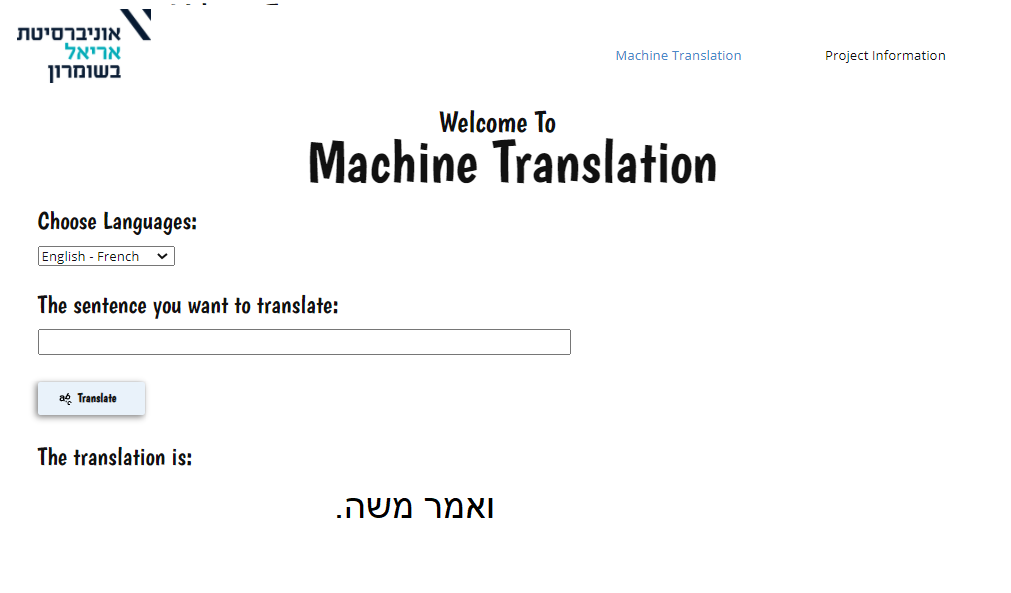 אוניברסיטת
אריאל
בשומרון
Machine Translation
Project Information
Welcome To
Machine Translation
Choose Languages:
English - French
The sentence you want to translate:
Translate
The translation is:
ואמר משה.